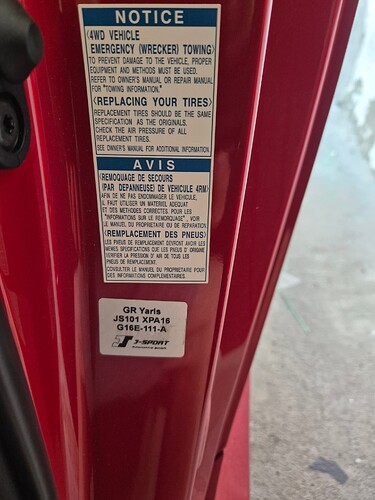 NOTICE
〈4WD VEHICLE
EMERGENCY (WRECKER) TOWING〉
TO PREVENT DAMAGE TO THE VEHICLE, PROPER
EQUIPMENT AND METHODS MUST BE USED.
REFER TO OWNER'S MANUAL OR REPAIR MANUAL
FOR "TOWING INFORMATION."
〈REPLACING YOUR TIRES〉
REPLACEMENT TIRES SHOULD BE THE SAME
SPECIFICATION AS THE ORIGINALS.
CHECK THE AIR PRESSURE OF ALL
REPLACEMENT TIRES.
SEE OWNER'S MANUAL FOR ADDITIONAL INFORMATION
AVIS
〈REMOQUAGE DE SECOURS
(PAR DEPANNEUSE) DE VEHICULE 4RM〉
AFIN DE NE PAS ENDOMMAGER LE VEHICULE,
IL FAUT UTILISER UN MATERIEL ADEQUAT
ET DES METHODES CORRECTES. POUR LES
"INFORMATIONS SUR LE REMORQUAGE", VOIR
LE MANUEL DU PROPRIETAIRE OU DE REPARATION
〈REMPLACEMENT DES PNEUS〉
LES PNEUS DE REMPLACEMENT DEVRONT AVOIR LES
MEMES SPECIFICATIONS QUE LES PNEUS D' ORIGINE.
VERIFIER LA PRESSION D' AIR DE TOUS LES
PNEUS DE REMPLACEMENT.
CONSULTER LE MANUEL DU PROPRIETAIRE POUR
DES INFORMATIONS COMPLEMENTAIRES.
GR Yaris
JS101 XPA16
G16E-111-A
J-SPORT